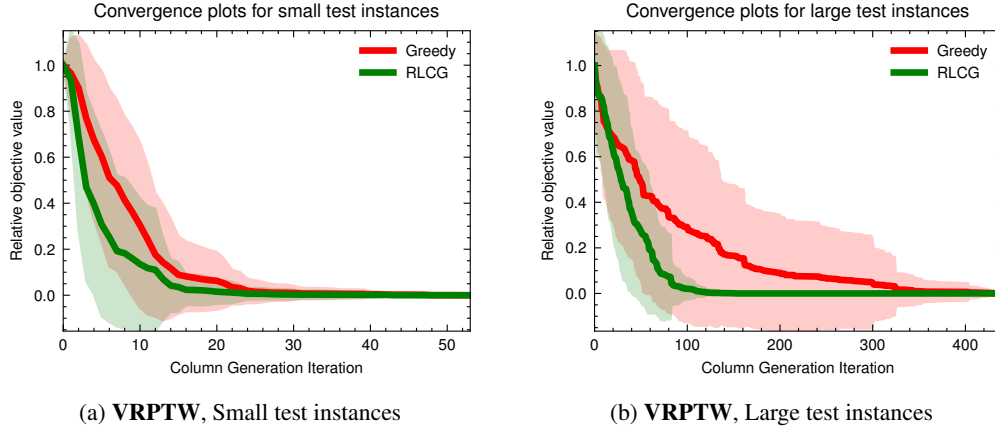 Convergence plots for small test instances
Greedy
RLCG
Relative objective value
1.0
0.8
0.6
0.4
0.2
0.0
0 10 20 30 40 50
Column Generation Iteration
(a) VRPTW, Small test instances
Convergence plots for large test instances
Greedy
RLCG
Relative objective value
1.0
0.8
0.6
0.4
0.2
0.0
0 100 200 300 400
Column Generation Iteration
(b) VRPTW, Large test instances